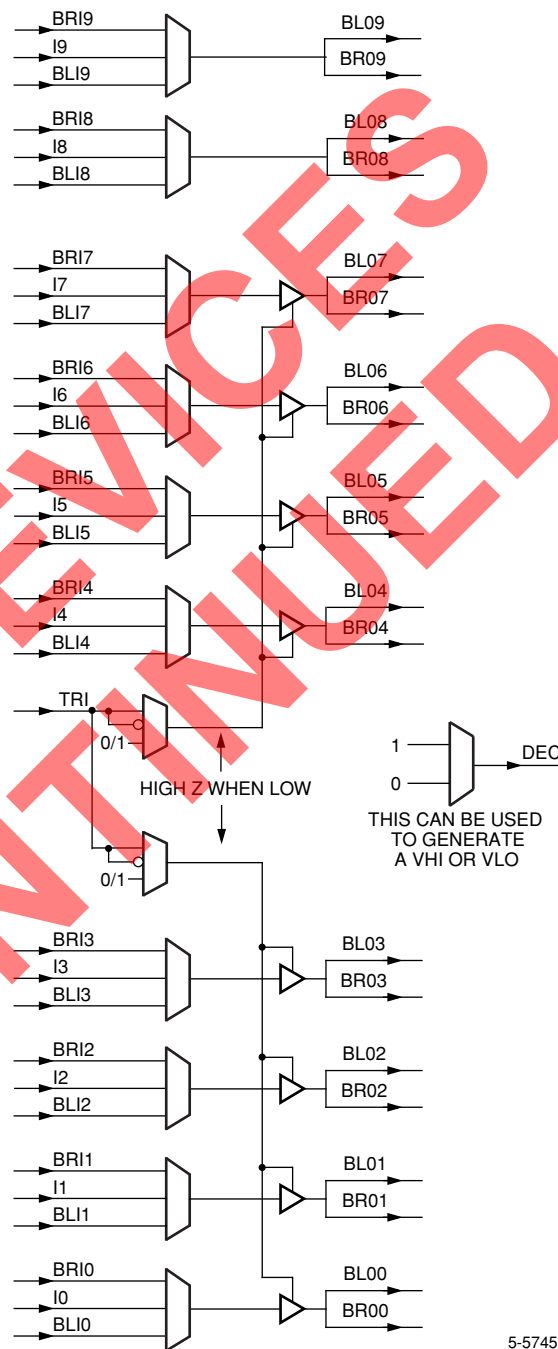 BRI9
I9
BLI9
BL09
BR09
BRI8
I8
BLI8
BL08
BR08
BRI7
I7
BLI7
BL07
BR07
BRI6
I6
BLI6
BL06
BR06
BRI5
I5
BLI5
BL05
BR05
BRI4
I4
BLI4
BL04
BR04
TRI
0/1
HIGH Z WHEN LOW
0/1
1
0
DEC
THIS CAN BE USED
TO GENERATE
A VHI OR VLO
BRI3
I3
BLI3
BL03
BR03
BRI2
I2
BLI2
BL02
BR02
BRI1
I1
BLI1
BL01
BR01
BRI0
I0
BLI0
BL00
BR00
5-5745
EVICES
NTINUED